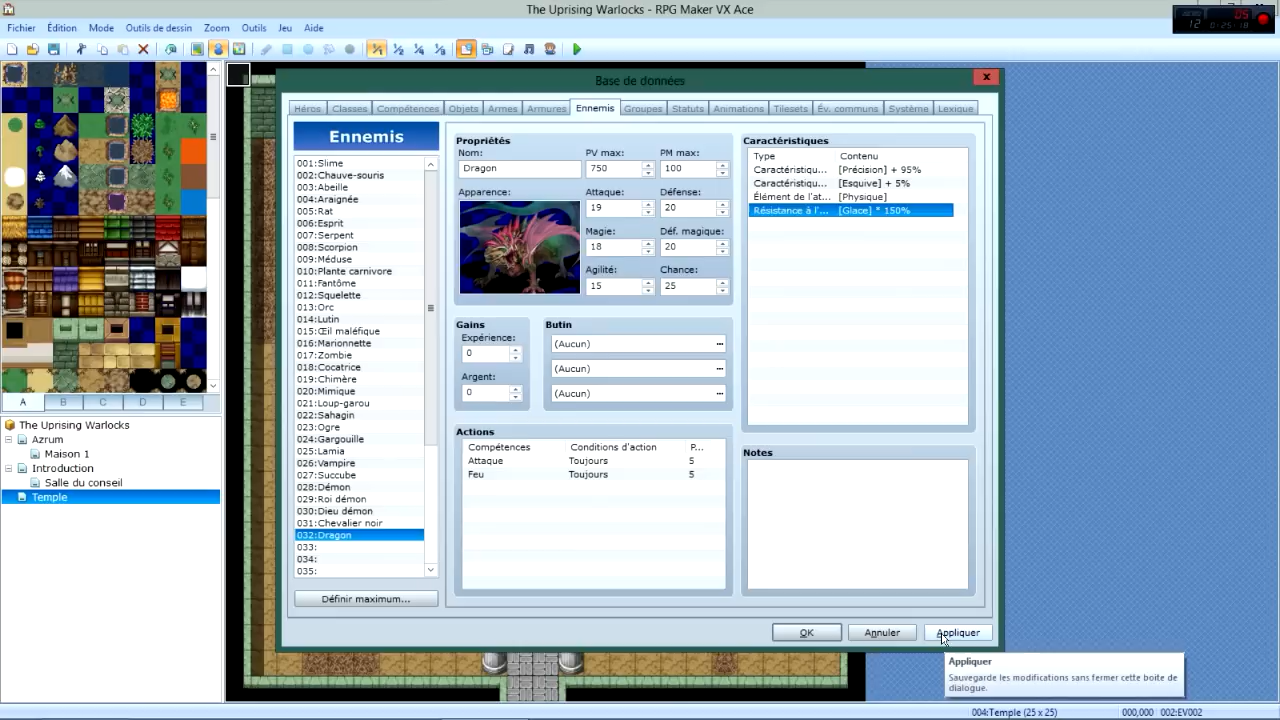 The Uprising Warlocks - RPG Maker VX Ace
Fichier Édition Mode Outils de dessin Zoom Outils Jeu Aide
Base de données
Héros Classes Compétences Objets Armes Armures Ennemis Groupes Statuts Animations Tilesets Év. communs Système Lexique
Ennemis
001:Slime
002:Chauve-souris
003:Abeille
004:Araignée
005:Rat
006:Esprit
007:Serpent
008:Scorpion
009:Méduse
010:Plante carnivore
011:Fantôme
012:Squelette
013:Orc
014:Lutin
015:Œil maléfique
016:Marionnette
017:Zombie
018:Cocatrice
019:Chimère
020:Mimique
021:Loup-garou
022:Sahagin
023:Ogre
024:Gargouille
025:Lamia
026:Vampire
027:Succube
028:Démon
029:Roi démon
030:Dieu démon
031:Chevalier noir
032:Dragon
033:
034:
035:
Définir maximum...
Propriétés
Nom: PV max: PM max:
Dragon 750 100
Apparence: Attaque: Défense:
19 20
Magie: Déf. magique:
18 20
Agilité: Chance:
15 25
Gains
Expérience:
0
Argent:
0
Butin
(Aucun)
(Aucun)
(Aucun)
Actions
Compétences Conditions d'action P...
Attaque Toujours 5
Feu Toujours 5
Caractéristiques
Type Contenu
Caractéristiqu... [Précision] + 95%
Caractéristiqu... [Esquive] + 5%
Élément de l'at... [Physique]
Résistance à l'... [Glace] * 150%
Notes
OK Annuler Appliquer
Appliquer
Sauvegarde les modifications sans fermer cette boite de
dialogue.
A B C D E
The Uprising Warlocks
Azrum
Maison 1
Introduction
Salle du conseil
Temple
004:Temple (25 x 25) 000,000 002:EV002